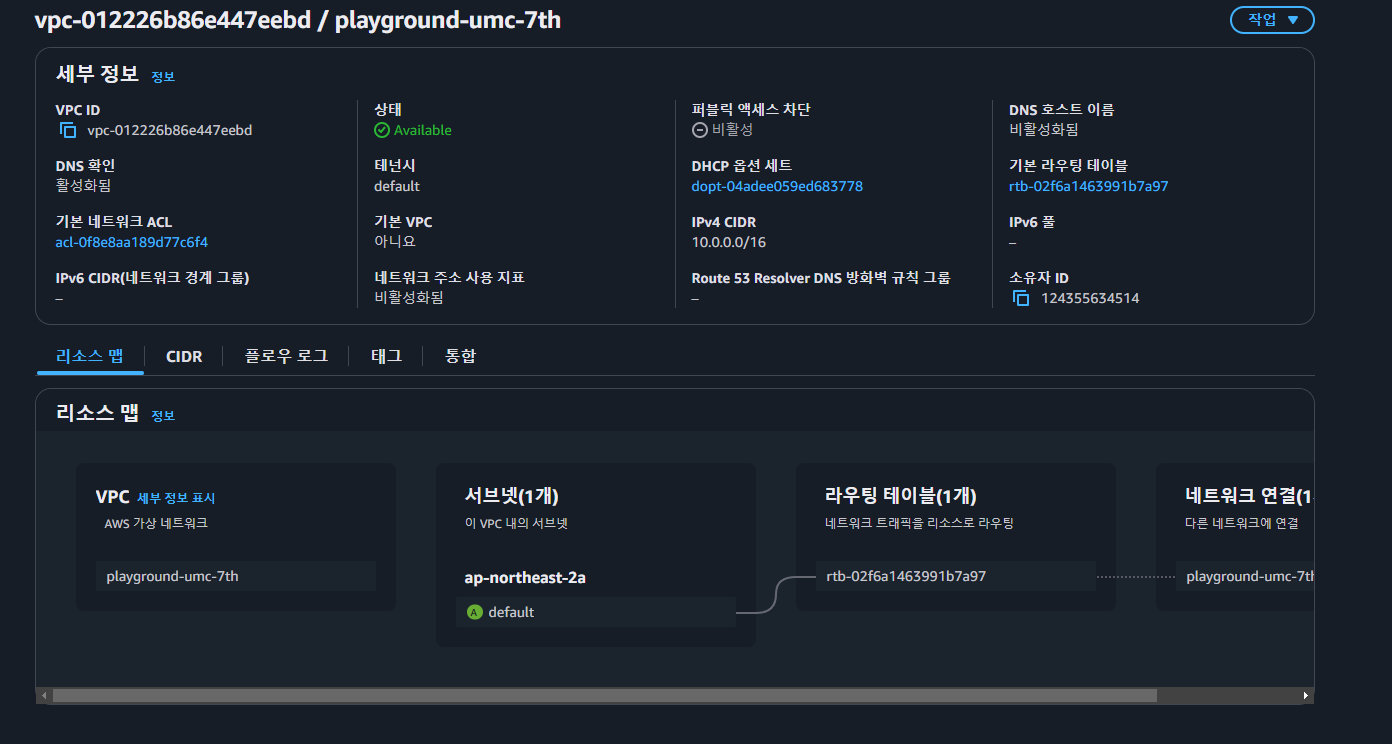 vpc-012226b86e447eebd / playground-umc-7th
작업
세부 정보 정보
VPC ID
vpc-012226b86e447eebd
상태
Available
퍼블릭 액세스 차단
비활성
DNS 호스트 이름
비활성화됨
DNS 확인
활성화됨
테넌시
default
DHCP 옵션 세트
dopt-04adee059ed683778
기본 라우팅 테이블
rtb-02f6a1463991b7a97
기본 네트워크 ACL
acl-0f8e8aa189d77c6f4
기본 VPC
아니요
IPv4 CIDR
10.0.0.0/16
IPv6 풀
–
IPv6 CIDR(네트워크 경계 그룹)
–
네트워크 주소 사용 지표
비활성화됨
Route 53 Resolver DNS 방화벽 규칙 그룹
–
소유자 ID
124355634514
리소스 맵 CIDR 플로우 로그 태그 통합
리소스 맵 정보
VPC 세부 정보 표시
AWS 가상 네트워크
playground-umc-7th
서브넷(1개)
이 VPC 내의 서브넷
ap-northeast-2a
A default
라우팅 테이블(1개)
네트워크 트래픽을 리소스로 라우팅
rtb-02f6a1463991b7a97
네트워크 연결(1
다른 네트워크에 연결
playground-umc-7th